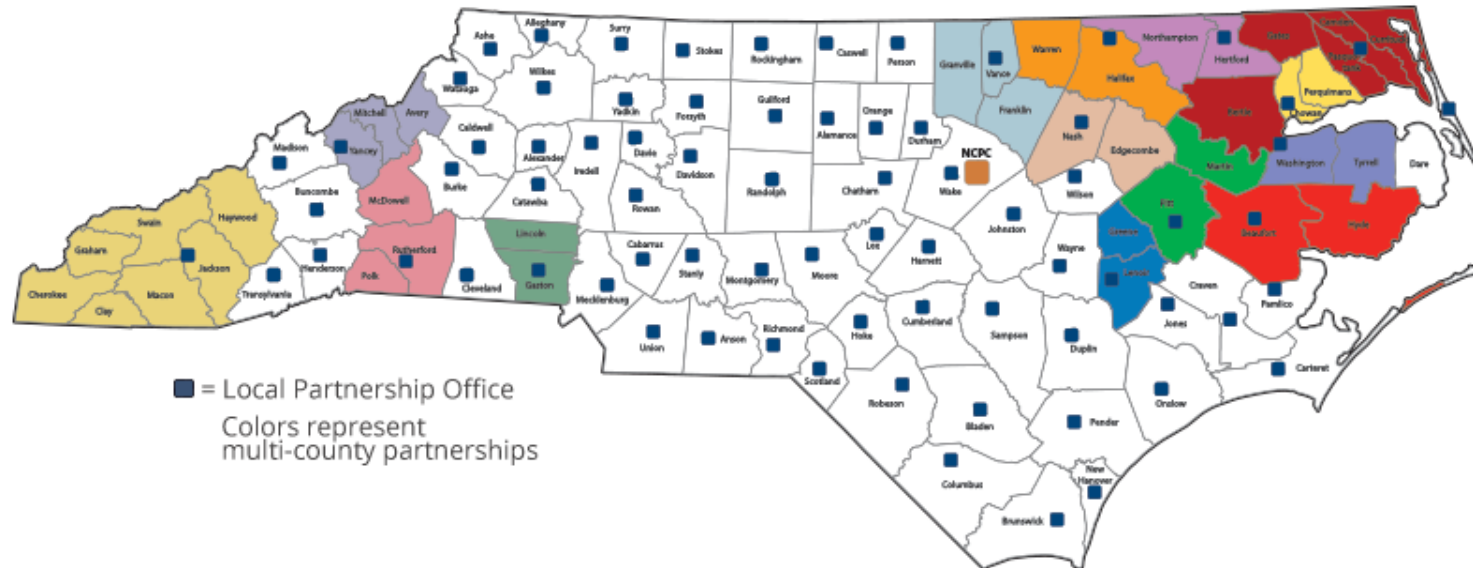 Alleghany
Ashe
Surry
Stokes
Rockingham
Caswell
Person
Granville
Vance
Warren
Northampton
Hertford
Gates
Halifax
Watauga
Wilkes
Yadkin
Forsyth
Guilford
Alamance
Orange
Durham
Franklin
Nash
Edgecombe
Bertie
Perquimans
Chowan
Mitchell
Avery
Yancey
Caldwell
Alexander
Iredell
Davie
Davidson
Randolph
Chatham
Wake
NCPC
Wilson
Martin
Washington
Tyrrell
Dare
Madison
Buncombe
McDowell
Burke
Catawba
Rowan
Johnston
Pitt
Beaufort
Hyde
Swain
Haywood
Graham
Jackson
Cherokee
Macon
Clay
Transylvania
Henderson
Rutherford
Polk
Cleveland
Lincoln
Gaston
Mecklenburg
Cabarrus
Stanly
Montgomery
Moore
Lee
Harnett
Wayne
Greene
Lenoir
Craven
Pamlico
Jones
Union
Anson
Richmond
Scotland
Hoke
Cumberland
Sampson
Duplin
Onslow
Carteret
Robeson
Bladen
Pender
Columbus
New
Hanover
Brunswick
= Local Partnership Office
Colors represent
multi-county partnerships